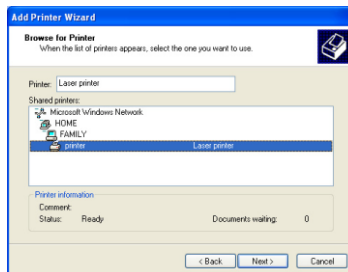 Add Printer Wizard
Browse for Printer
When the list of printers appears, select the one you want to use.
Printer: Laser printer
Shared printers:
Microsoft Windows Network
HOME
FAMILY
printer Laser printer
Printer information
Comment:
Status: Ready Documents waiting: 0
< Back Next > Cancel